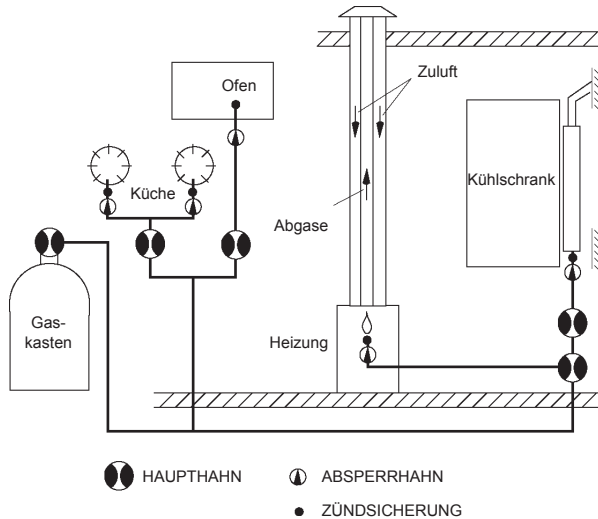 Ofen
Zuluft
Küche
Kühlschrank
Abgase
Gas-
kasten
Heizung
HAUPTHAHN
ABSPERRHAHN
ZÜNDSICHERUNG